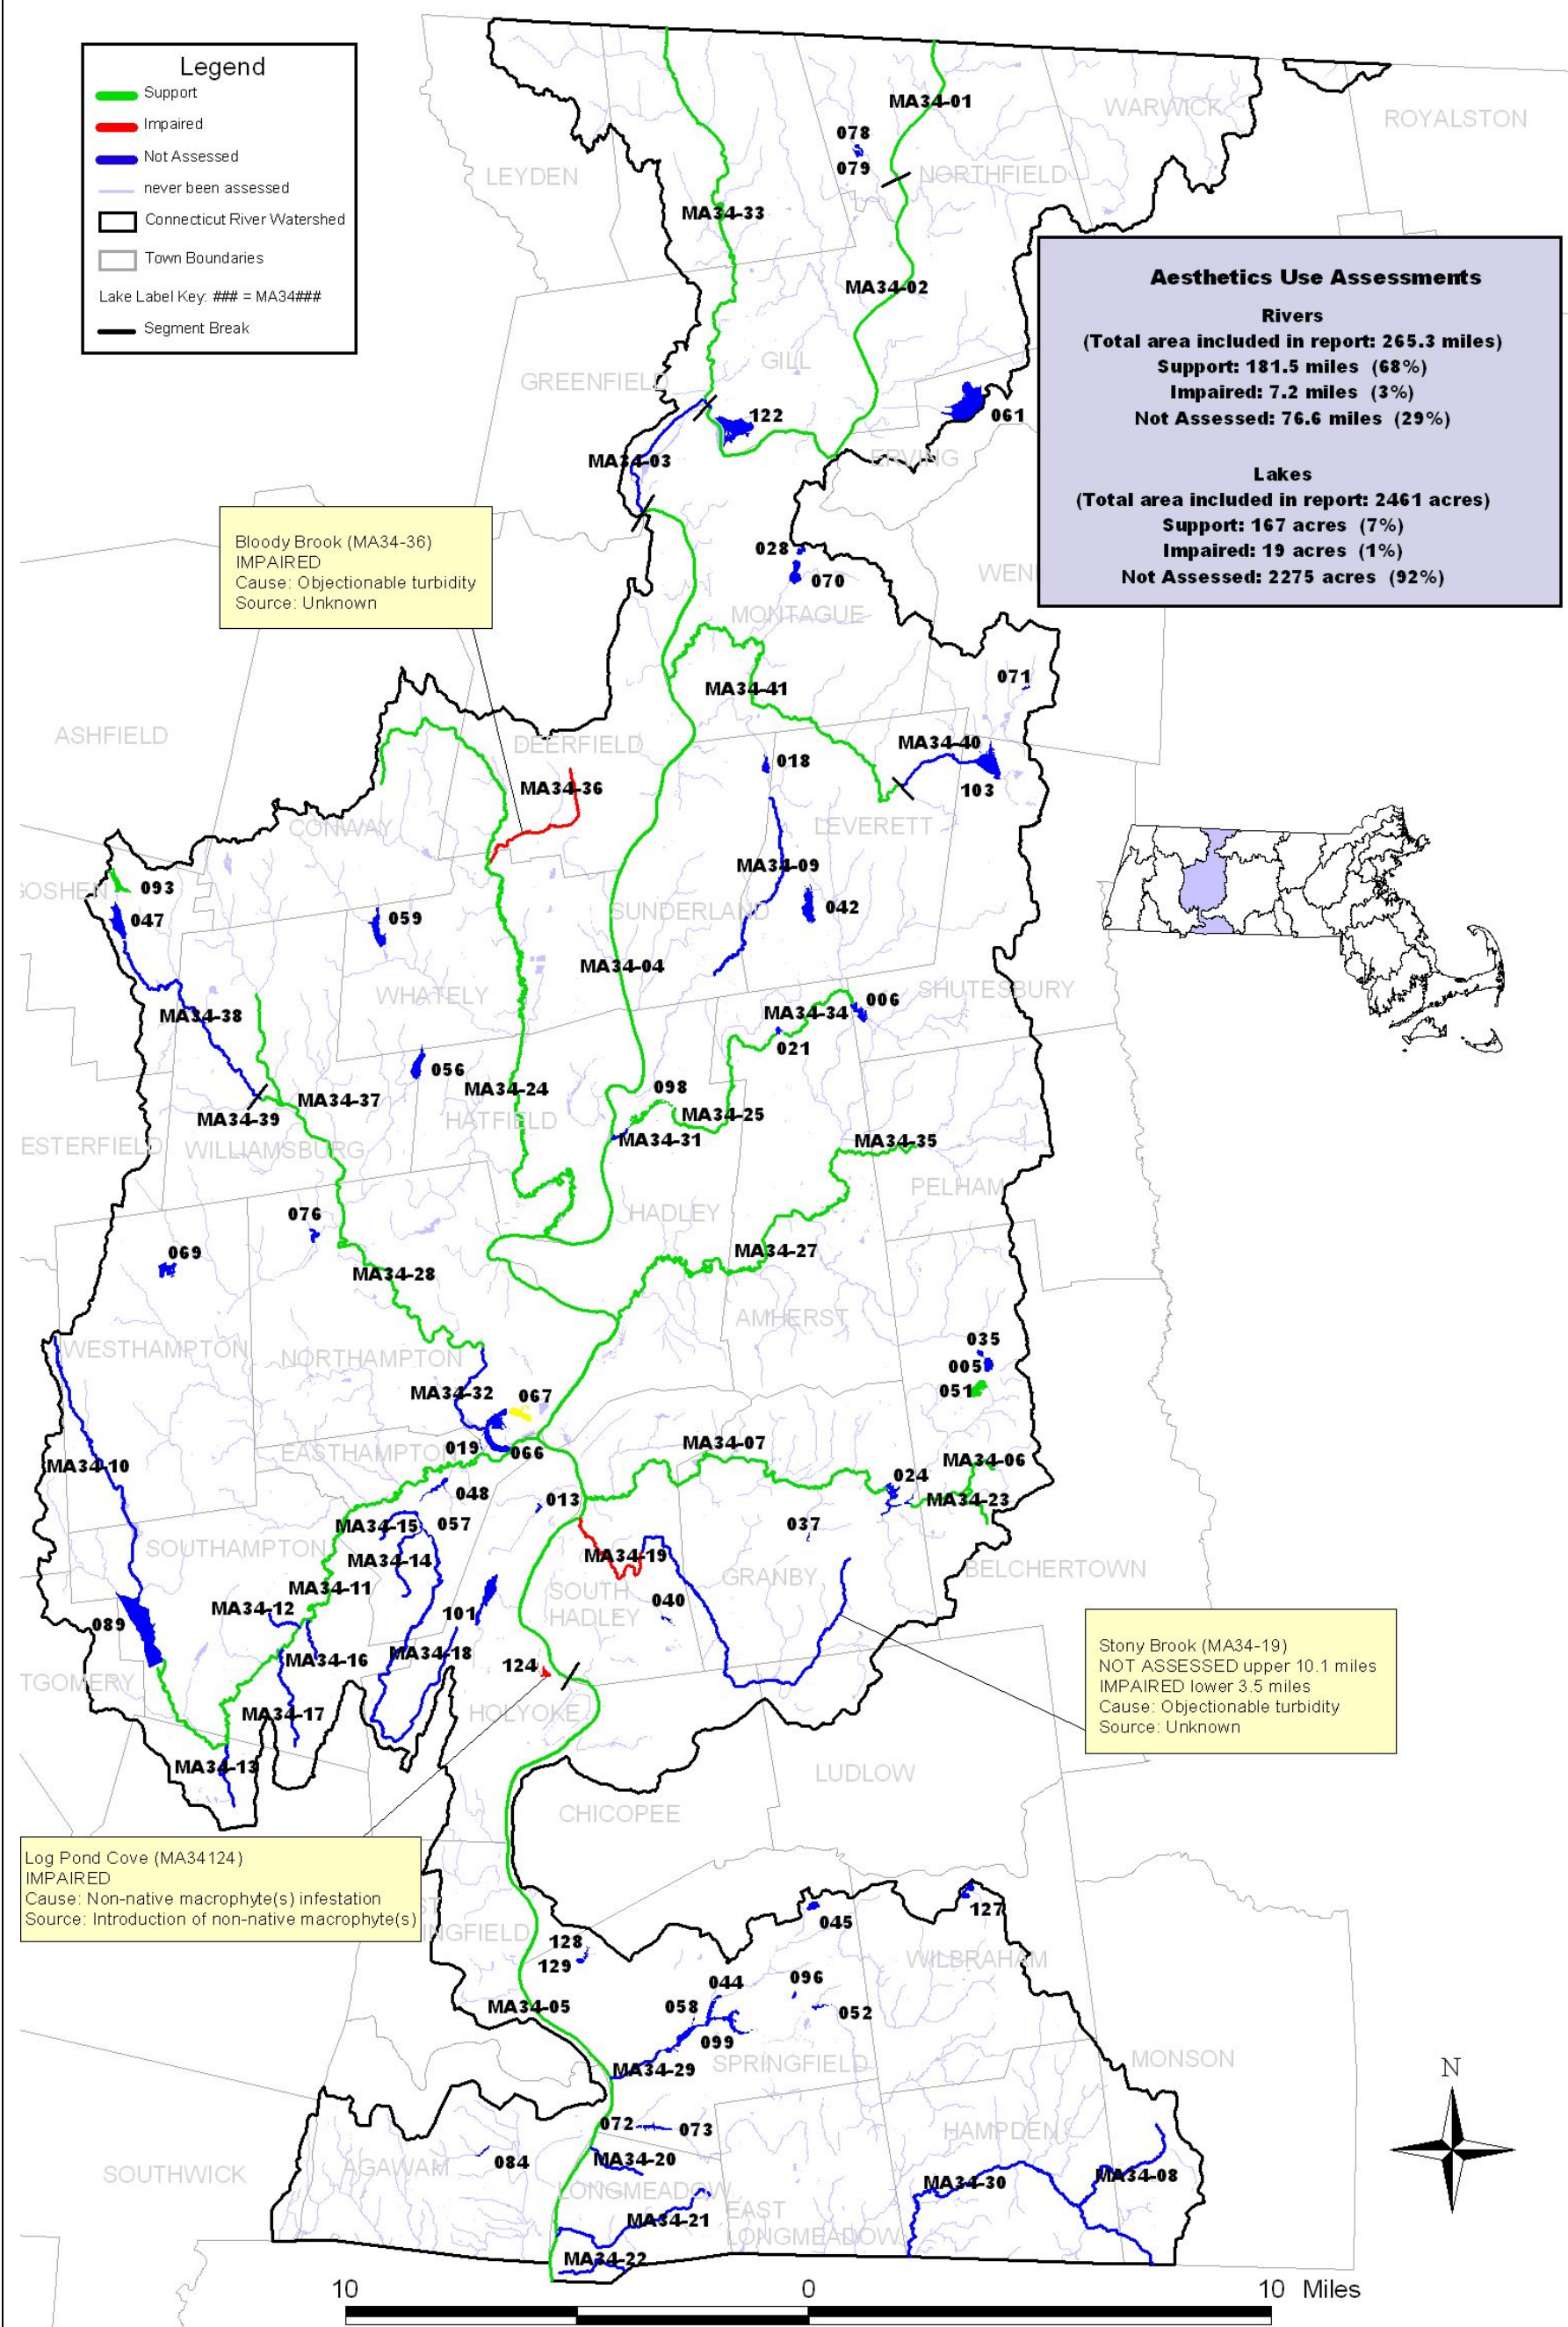 Legend
Support
Impaired
Not Assessed
never been assessed
Connecticut River Watershed
Town Boundaries
Lake Label Key: ### = MA34###
Segment Break
MA34-01
WARWICK
ROYALSTON
078
079
LEYDEN
NORTHFIELD
MA34-33
MA34-02
Aesthetics Use Assessments
Rivers
(Total area included in report: 265.3 miles)
Support: 181.5 miles (68%)
Impaired: 7.2 miles (3%)
Not Assessed: 76.6 miles (29%)
Lakes
(Total area included in report: 2461 acres)
Support: 167 acres (7%)
Impaired: 19 acres (1%)
Not Assessed: 2275 acres (92%)
GILL
GREENFIELD
122
061
MA34-03
ERVING
Bloody Brook (MA34-36)
IMPAIRED
Cause: Objectionable turbidity
Source: Unknown
028
070
WEN
MONTAGUE
071
MA34-41
ASHFIELD
DEERFIELD
MA34-40
018
MA34-36
103
CONWAY
LEVERETT
MA34-09
GOSHEN
093
047
059
SUNDERLAND
042
MA34-04
WHATELY
SHUTESBURY
006
MA34-38
MA34-34
021
056
MA34-24
098
MA34-37
MA34-39
HATFIELD
MA34-25
MA34-31
MA34-35
ESTERFIELD
WILLIAMSBURG
PELHAM
076
HADLEY
069
MA34-27
MA34-28
AMHERST
WESTHAMPTON
NORTHAMPTON
035
005
051
MA34-32
067
EASTHAMPTON
019
066
MA34-07
MA34-10
MA34-06
024
048
013
MA34-23
MA34-15
057
037
SOUTHAMPTON
MA34-14
MA34-19
BELCHERTOWN
MA34-11
SOUTH
HADLEY
GRANBY
040
MA34-12
101
089
MA34-16
MA34-18
124
Stony Brook (MA34-19)
NOT ASSESSED upper 10.1 miles
IMPAIRED lower 3.5 miles
Cause: Objectionable turbidity
Source: Unknown
TGOMERY
MA34-17
HOLYOKE
MA34-13
LUDLOW
CHICOPEE
Log Pond Cove (MA34124)
IMPAIRED
Cause: Non-native macrophyte(s) infestation
Source: Introduction of non-native macrophyte(s)
INGFIELD
045
127
128
129
WILBRAHAM
044
096
MA34-05
058
052
099
SPRINGFIELD
MONSON
MA34-29
N
072
073
HAMPDEN
SOUTHWICK
AGAWAM
084
MA34-20
MA34-30
MA34-08
LONGMEADOW
MA34-21
EAST
LONGMEADOW
MA34-22
10 0 10 Miles